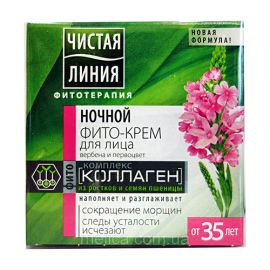 ЧИСТАЯ
ЛИНИЯ
ФИТОТЕРАПИЯ
НОВАЯ
ФОРМУЛА!
НОЧНОЙ
ФИТО-КРЕМ
для лица
вербена и первоцвет
ФИТО
комплекс
КОЛЛАГЕН
из ростков и семян пшеницы
наполняет и разглаживает
сокращение морщин
следы усталости
исчезают
от 35 лет